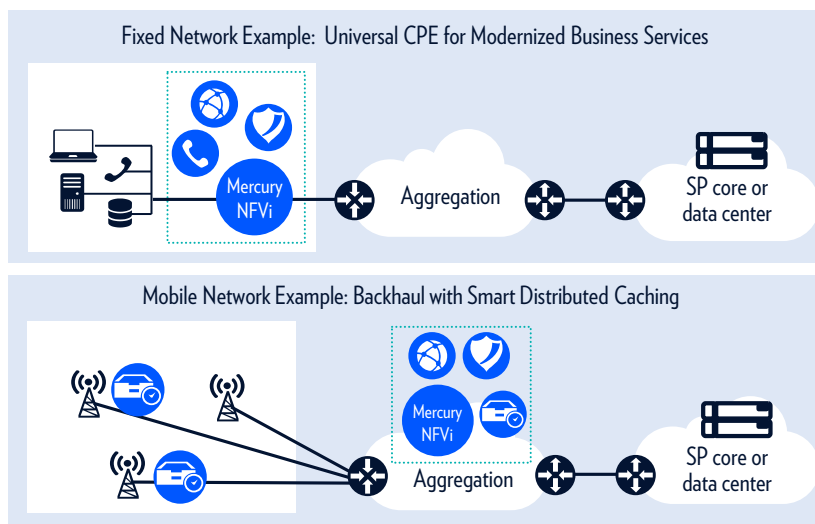 Fixed Network Example: Universal CPE for Modernized Business Services
Mercury
NFVi
Aggregation
SP core or
data center
Mobile Network Example: Backhaul with Smart Distributed Caching
Mercury
NFVi
Aggregation
SP core or
data center